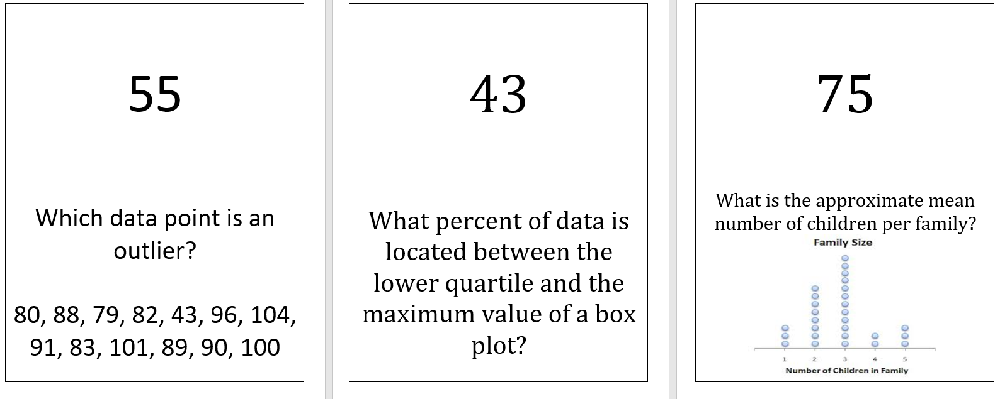 55
Which data point is an
outlier?
80, 88, 79, 82, 43, 96, 104,
91, 83, 101, 89, 90, 100
43
What percent of data is
located between the
lower quartile and the
maximum value of a box
plot?
75
What is the approximate mean
number of children per family?
Family Size
1 2 3 4 5
Number of Children in Family